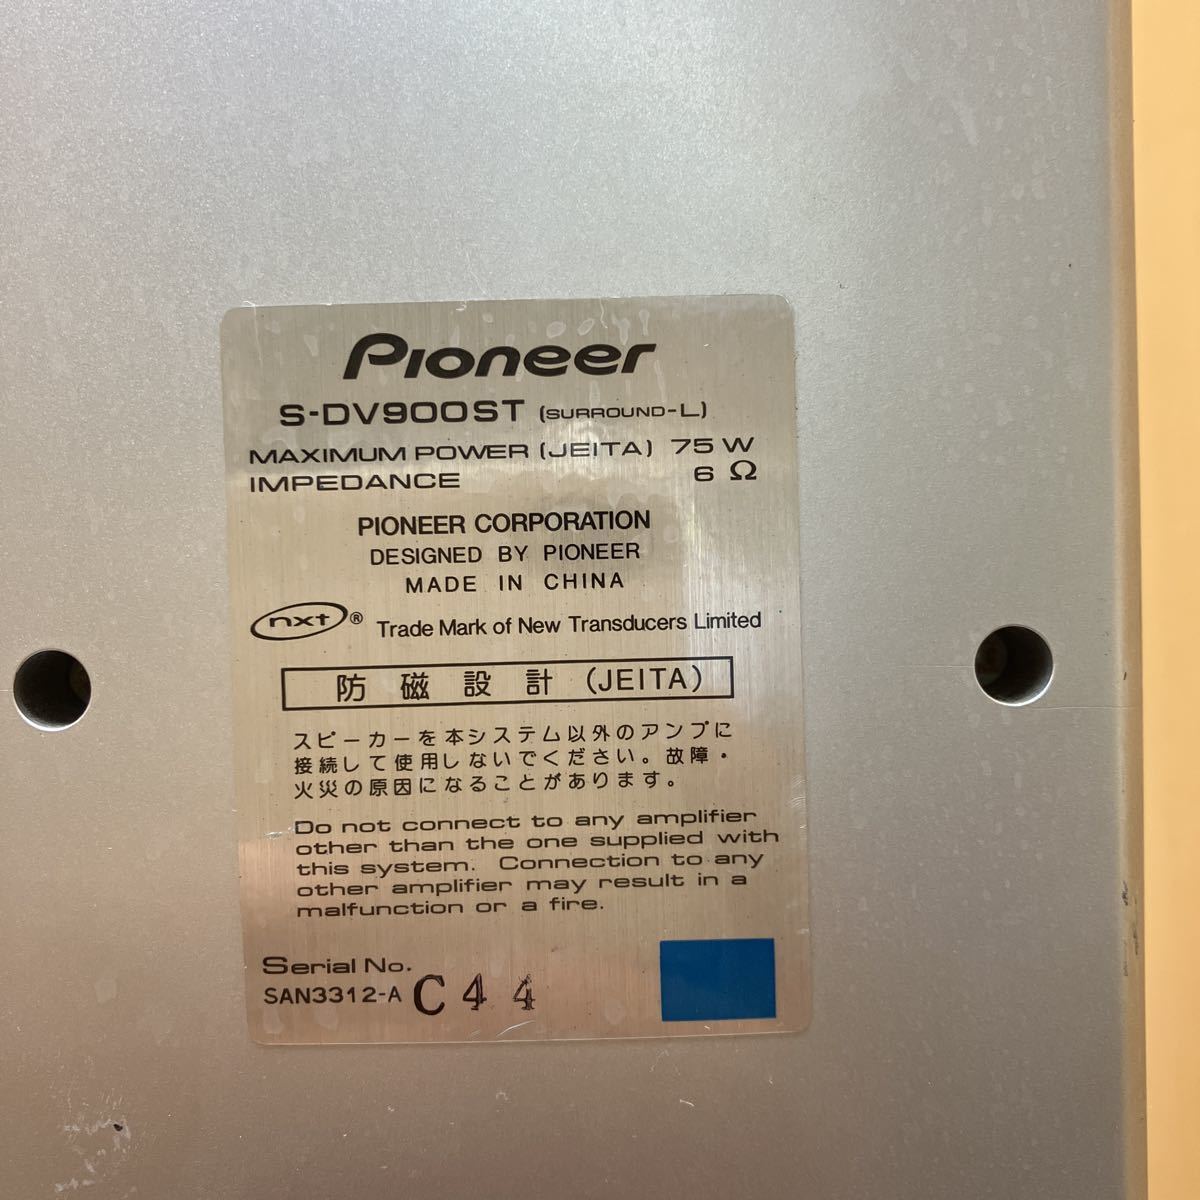 Pioneer
S-DV900ST (SURROUND-L)
MAXIMUM POWER (JEITA) 75 W
IMPEDANCE 6 Ω
PIONEER CORPORATION
DESIGNED BY PIONEER
MADE IN CHINA
nxt® Trade Mark of New Transducers Limited
防磁設計 (JEITA)
スピーカーを本システム以外のアンプに
接続して使用しないでください。故障・
火災の原因になることがあります。
Do not connect to any amplifier
other than the one supplied with
this system. Connection to any
other amplifier may result in a
malfunction or a fire.
Serial No.
SAN3312-A C44